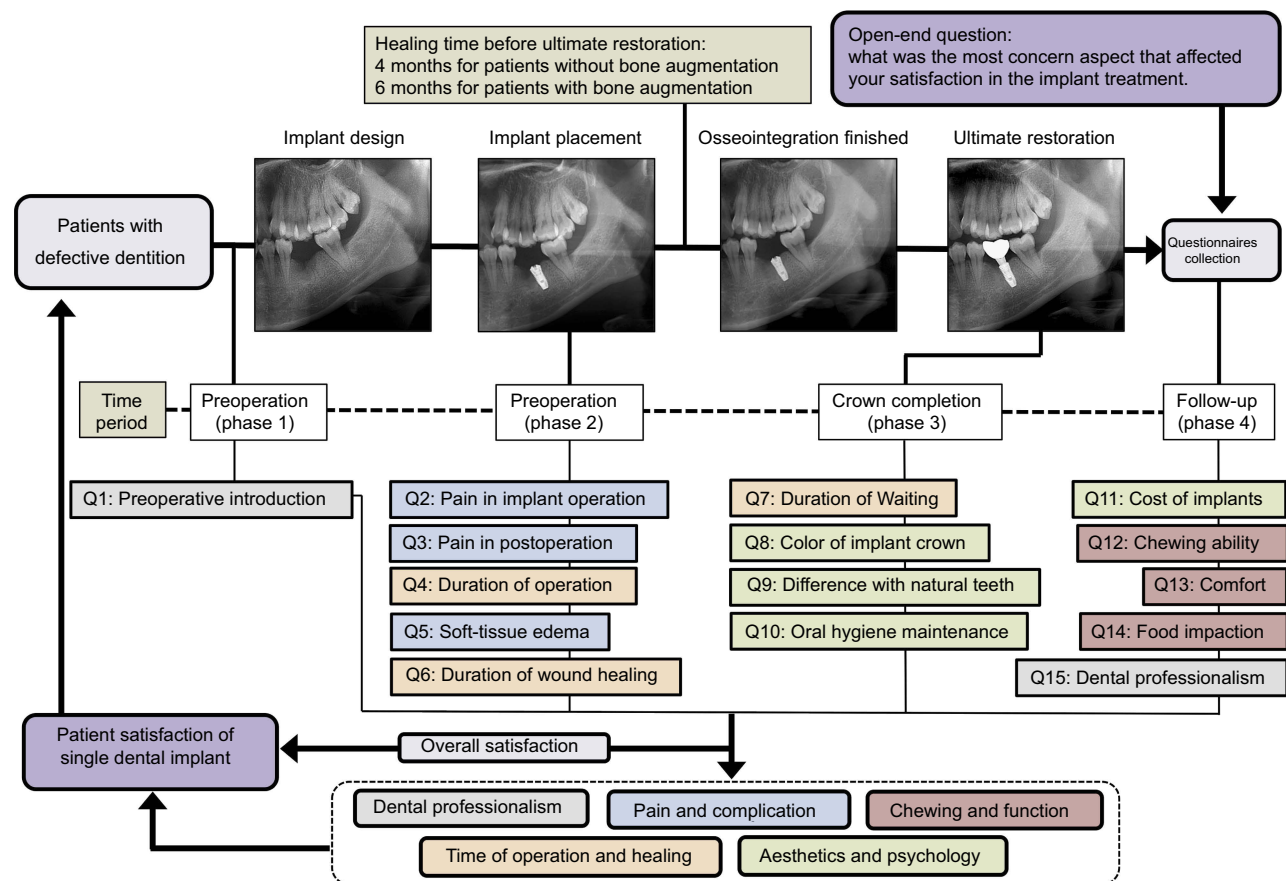 Healing time before ultimate restoration:
4 months for patients without bone augmentation
6 months for patients with bone augmentation
Open-end question:
what was the most concern aspect that affected
your satisfaction in the implant treatment.
Implant design
Implant placement
Osseointegration finished
Ultimate restoration
Patients with
defective dentition
Questionnaires
collection
Time
period
Preoperation
(phase 1)
Preoperation
(phase 2)
Crown completion
(phase 3)
Follow-up
(phase 4)
Q1: Preoperative introduction
Q2: Pain in implant operation
Q3: Pain in postoperation
Q4: Duration of operation
Q5: Soft-tissue edema
Q6: Duration of wound healing
Q7: Duration of Waiting
Q8: Color of implant crown
Q9: Difference with natural teeth
Q10: Oral hygiene maintenance
Q11: Cost of implants
Q12: Chewing ability
Q13: Comfort
Q14: Food impaction
Q15: Dental professionalism
Patient satisfaction of
single dental implant
Overall satisfaction
Dental professionalism
Pain and complication
Chewing and function
Time of operation and healing
Aesthetics and psychology